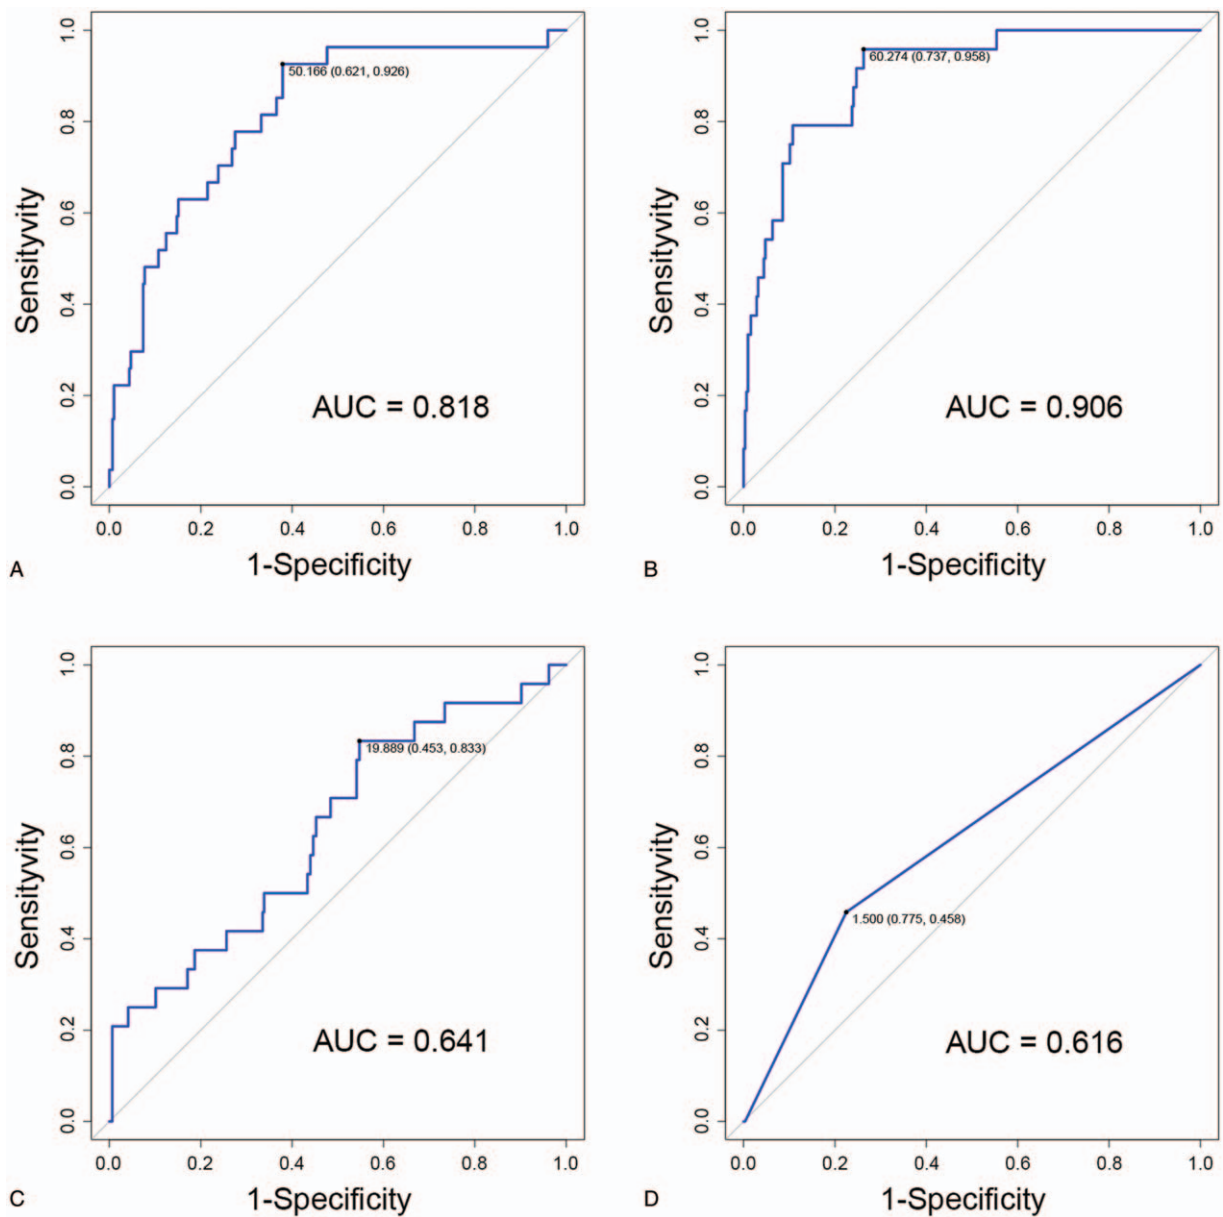 1.0
0.8
0.6
0.4
0.2
0.0
Sensityvity
50.166 (0.621, 0.926)
AUC = 0.818
0.0 0.2 0.4 0.6 0.8 1.0
1-Specificity
A
1.0
0.8
0.6
0.4
0.2
0.0
Sensityvity
60.274 (0.737, 0.958)
AUC = 0.906
0.0 0.2 0.4 0.6 0.8 1.0
1-Specificity
B
1.0
0.8
0.6
0.4
0.2
0.0
Sensityvity
19.889 (0.453, 0.833)
AUC = 0.641
0.0 0.2 0.4 0.6 0.8 1.0
1-Specificity
C
1.0
0.8
0.6
0.4
0.2
0.0
Sensityvity
1.500 (0.775, 0.458)
AUC = 0.616
0.0 0.2 0.4 0.6 0.8 1.0
1-Specificity
D